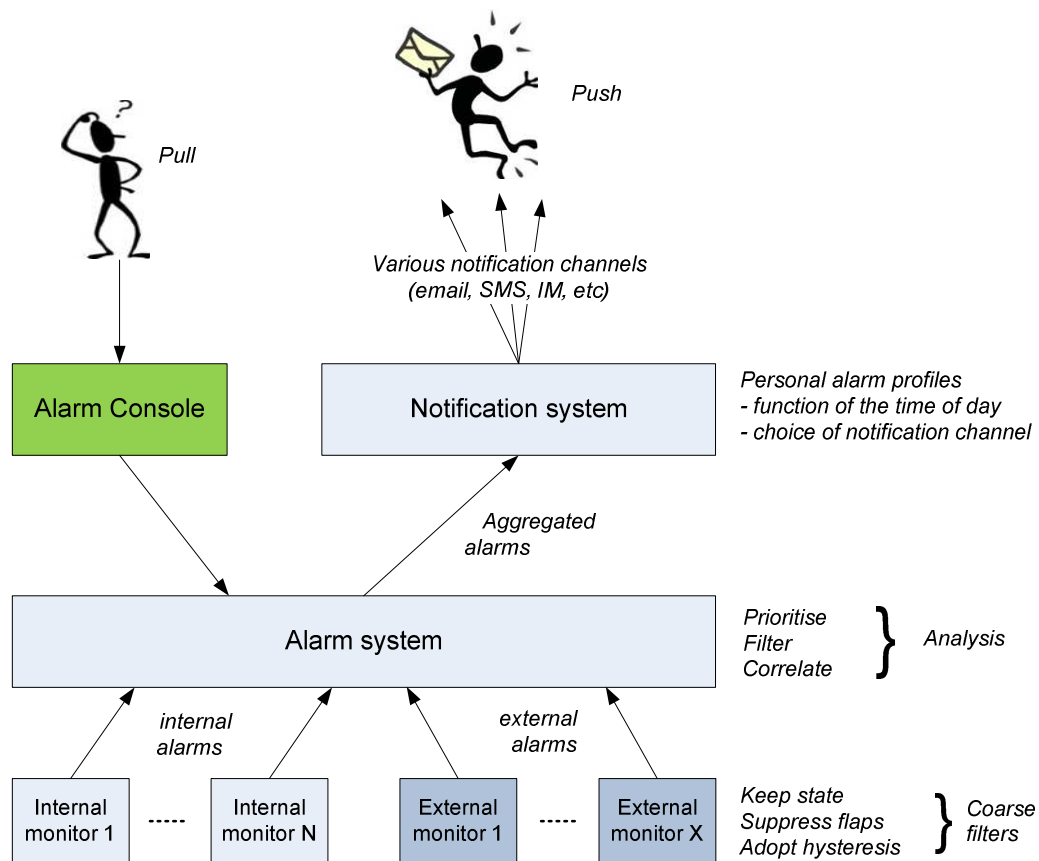 ?
Push
Pull
Various notification channels
(email, SMS, IM, etc)
Alarm Console
Notification system
Personal alarm profiles
- function of the time of day
- choice of notification channel
Aggregated
alarms
Alarm system
Prioritise
Filter
Correlate
}
Analysis
internal
alarms
external
alarms
Internal
monitor 1
Internal
monitor N
External
monitor 1
External
monitor X
Keep state
Suppress flaps
Adopt hysteresis
}
Coarse
filters